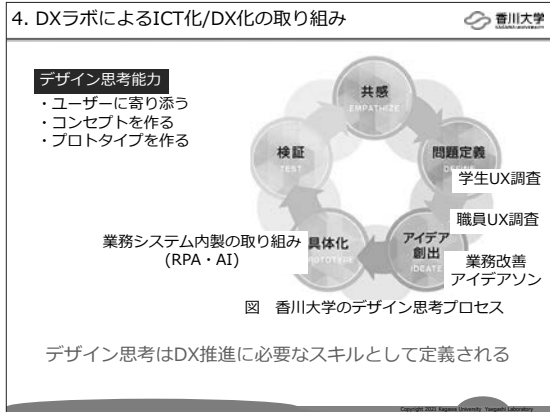 4. DXラボによるICT化/DX化の取り組み
香川大学
KAGAWA UNIVERSITY
デザイン思考能力
・ユーザーに寄り添う
・コンセプトを作る
・プロトタイプを作る
共感
EMPATHIZE
検証
TEST
問題定義
DEFINE
学生UX調査
職員UX調査
業務システム内製の取り組み
(RPA・AI)
具体化
PROTOTYPE
アイデア
創出
IDEATE
業務改善
アイデアソン
図 香川大学のデザイン思考プロセス
デザイン思考はDX推進に必要なスキルとして定義される
Copyright 2021 Kagawa University Yaegashi Laboratory